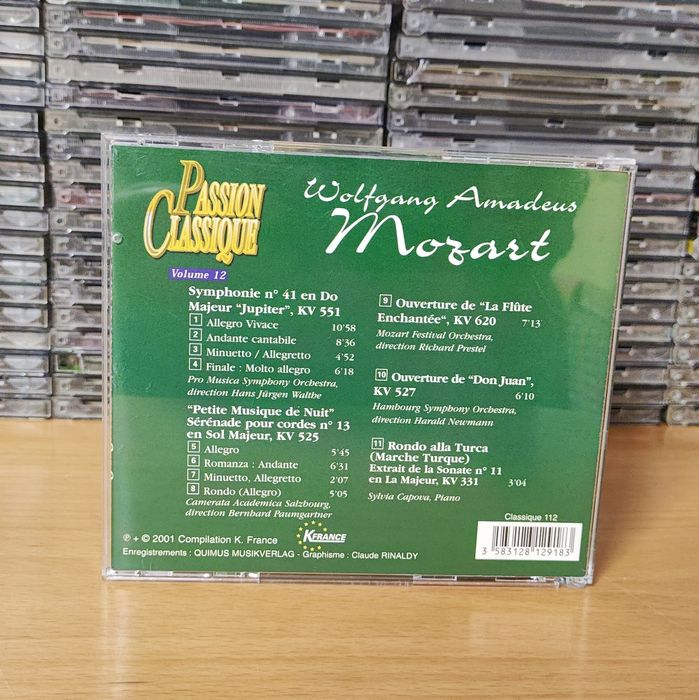 PASSION
CLASSIQUE
Wolfgang Amadeus
Mozart
Volume 12
Symphonie n° 41 en Do
Majeur "Jupiter", KV 551
1 Allegro Vivace 10'58
2 Andante cantabile 8'36
3 Minuetto / Allegretto 4'52
4 Finale : Molto allegro 6'18
Pro Musica Symphony Orchestra,
direction Hans Jürgen Walthe
"Petite Musique de Nuit"
Sérénade pour cordes n° 13
en Sol Majeur, KV 525
5 Allegro 5'45
6 Romanza : Andante 6'31
7 Minuetto, Allegretto 2'07
8 Rondo (Allegro) 5'05
Camerata Academica Salzbourg,
direction Bernhard Paumgartner
9 Ouverture de "La Flûte
Enchantée", KV 620 7'13
Mozart Festival Orchestra,
direction Richard Prestel
10 Ouverture de "Don Juan",
KV 527 6'10
Hambourg Symphony Orchestra,
direction Harald Newmann
11 Rondo alla Turca
(Marche Turque)
Extrait de la Sonate n° 11
en La Majeur, KV 331 3'04
Sylvia Capova, Piano
℗ + © 2001 Compilation K. France
KFRANCE
Enregistrements : QUIMUS MUSIKVERLAG - Graphisme : Claude RINALDY
Classique 112
3 583128 129183